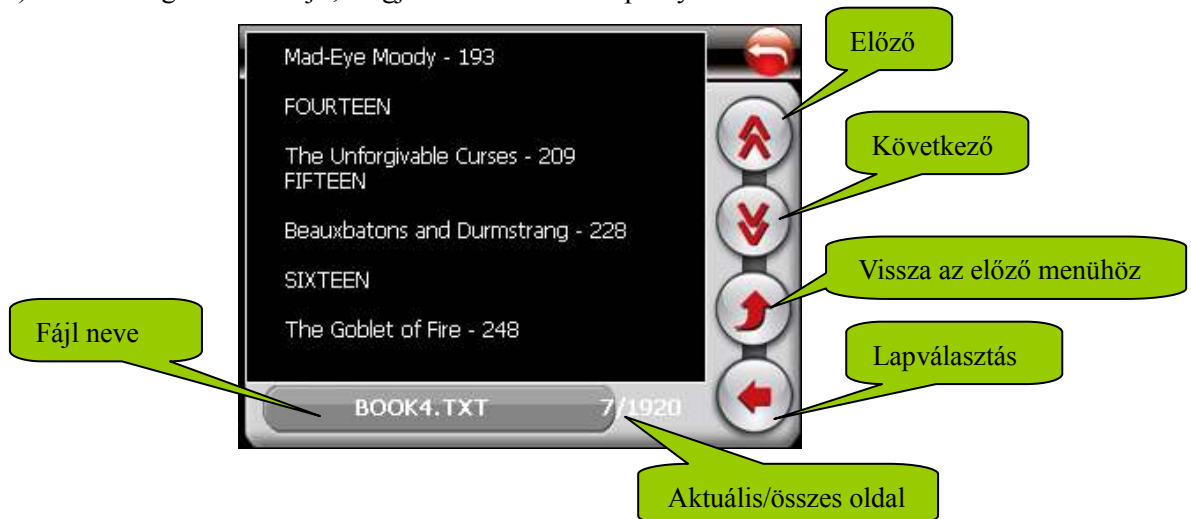 Mad-Eye Moody - 193
FOURTEEN
The Unforgivable Curses - 209
FIFTEEN
Beauxbatons and Durmstrang - 228
SIXTEEN
The Goblet of Fire - 248
BOOK4.TXT 7/1920
Előző
Következő
Vissza az előző menühöz
Lapválasztás
Fájl neve
Aktuális/összes oldal